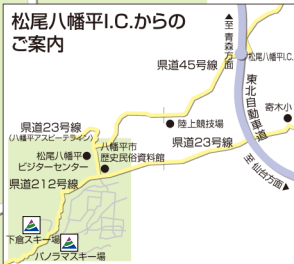 松尾八幡平I.C.からの
ご案内
▲至 青森方面
県道45号線
松尾八幡平I.C.
東北自動車道
県道23号線
(八幡平アスピーテライン)
陸上競技場
寄木小
八幡平市
歴史民俗資料館
県道23号線
松尾八幡平
ビジターセンター
至 仙台方面▶
県道212号線
下倉スキー場
パノラマスキー場